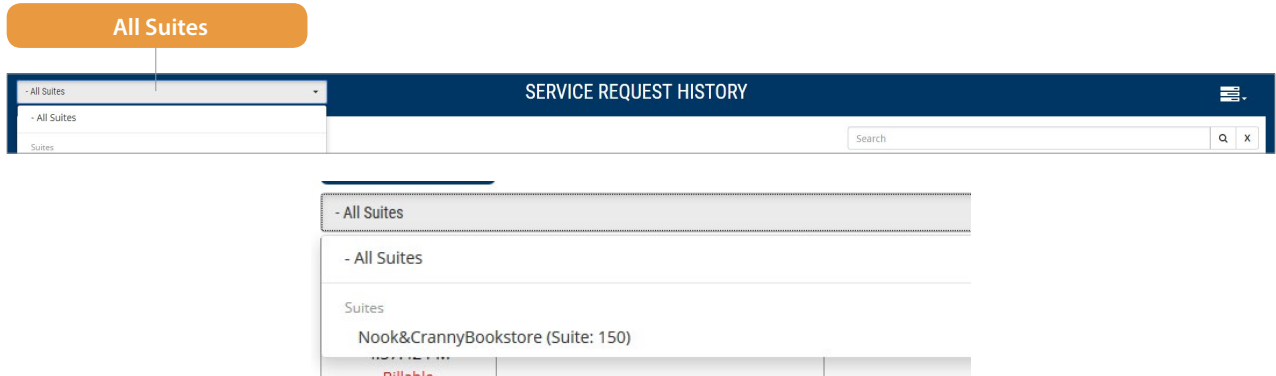 All Suites
- All Suites
SERVICE REQUEST HISTORY
- All Suites
Suites
Search
X
- All Suites
- All Suites
Suites
Nook&CrannyBookstore (Suite: 150)
Billable